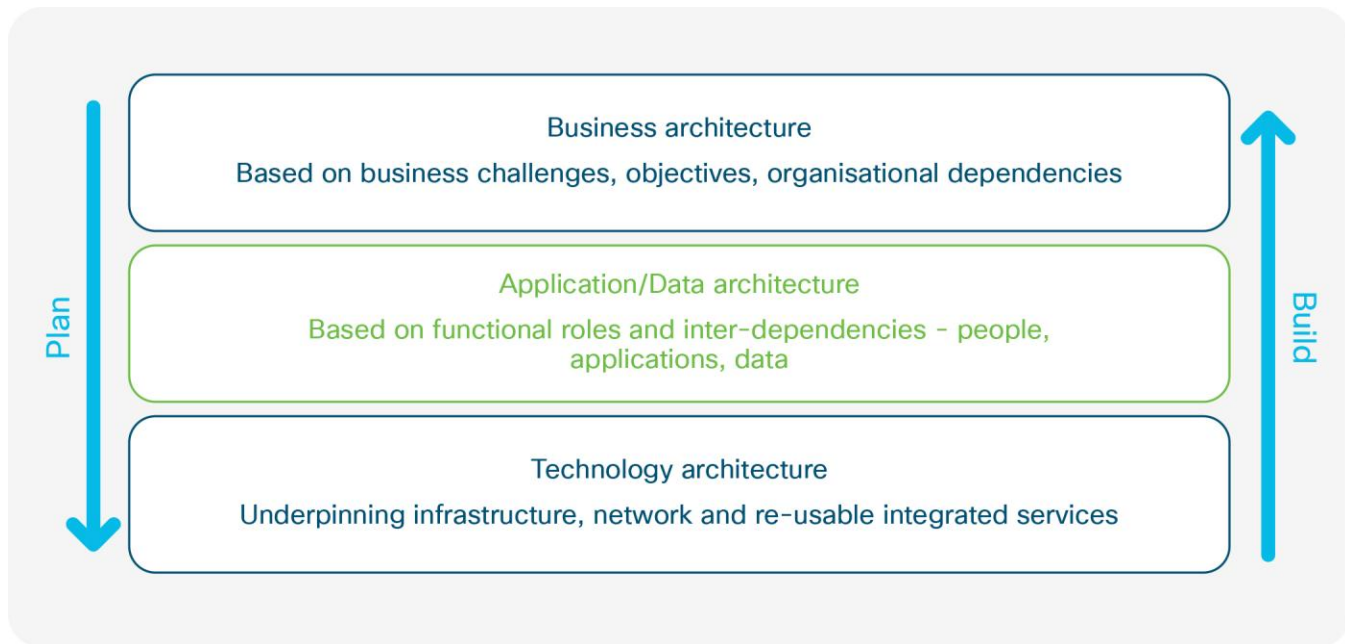 Business architecture
Based on business challenges, objectives, organisational dependencies
Plan
Application/Data architecture
Based on functional roles and inter-dependencies - people,
applications, data
Build
Technology architecture
Underpinning infrastructure, network and re-usable integrated services